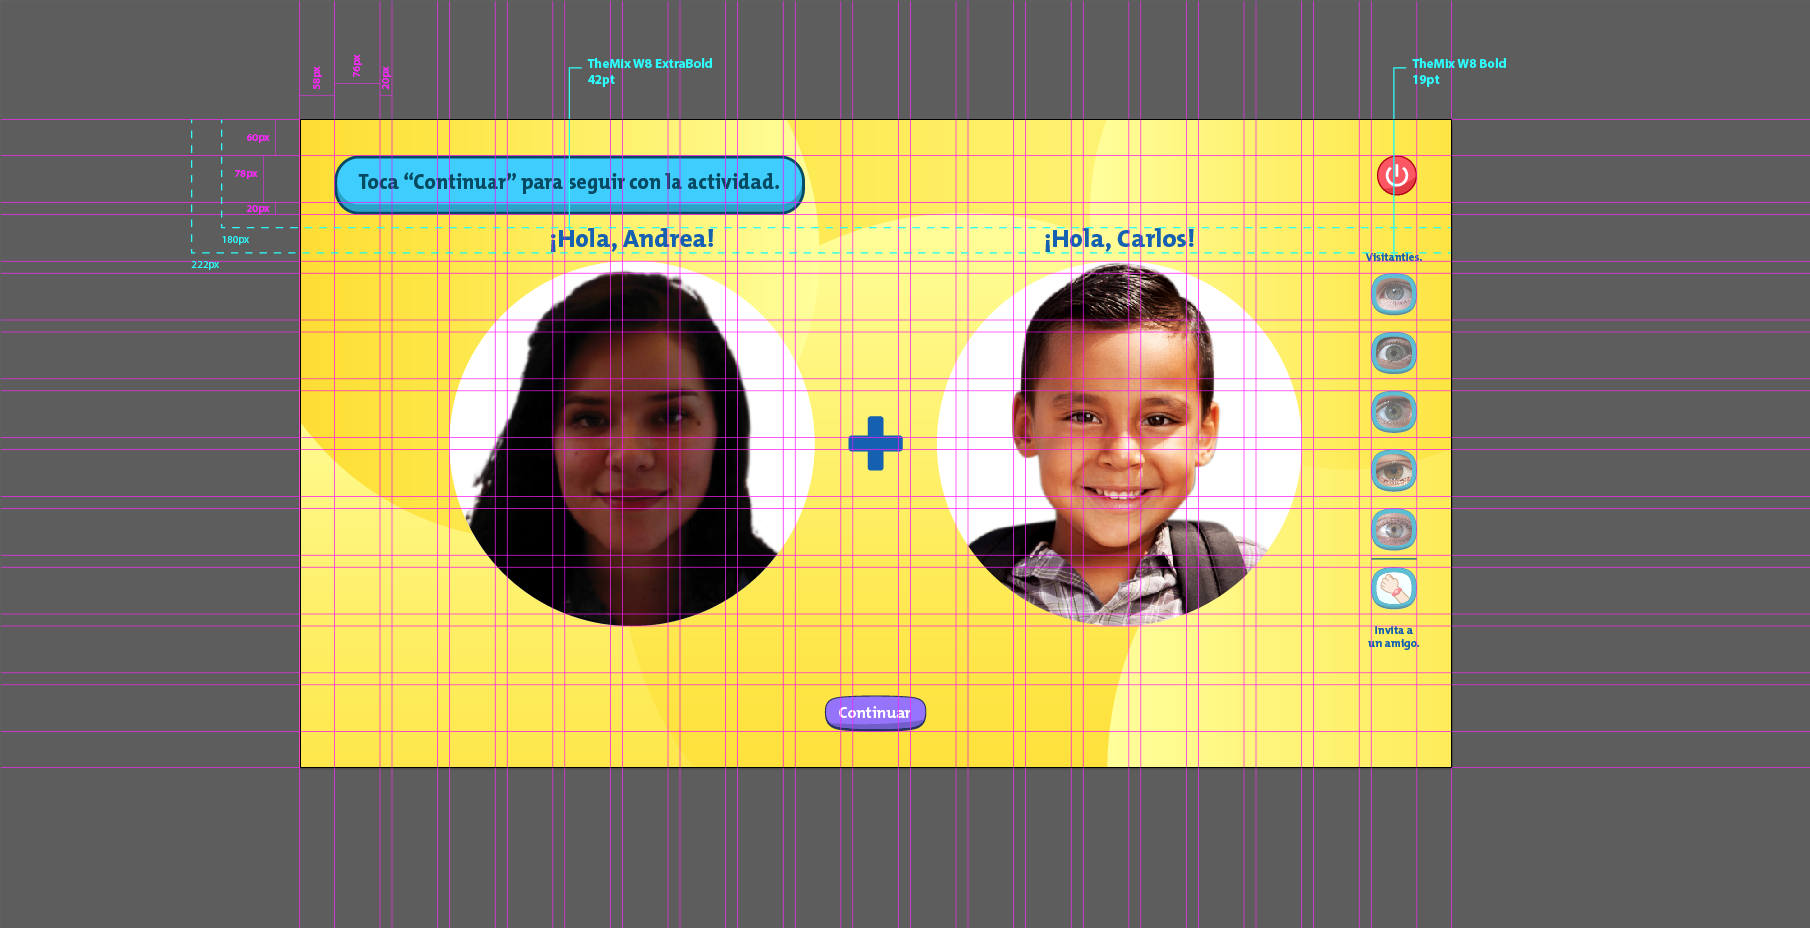 58px
76px
20px
TheMix W8 ExtraBold
42pt
TheMix W8 Bold
19pt
60px
78px
20px
180px
222px
Toca “Continuar” para seguir con la actividad.
¡Hola, Andrea!
¡Hola, Carlos!
Visitantes.
Invita a
un amigo.
Continuar